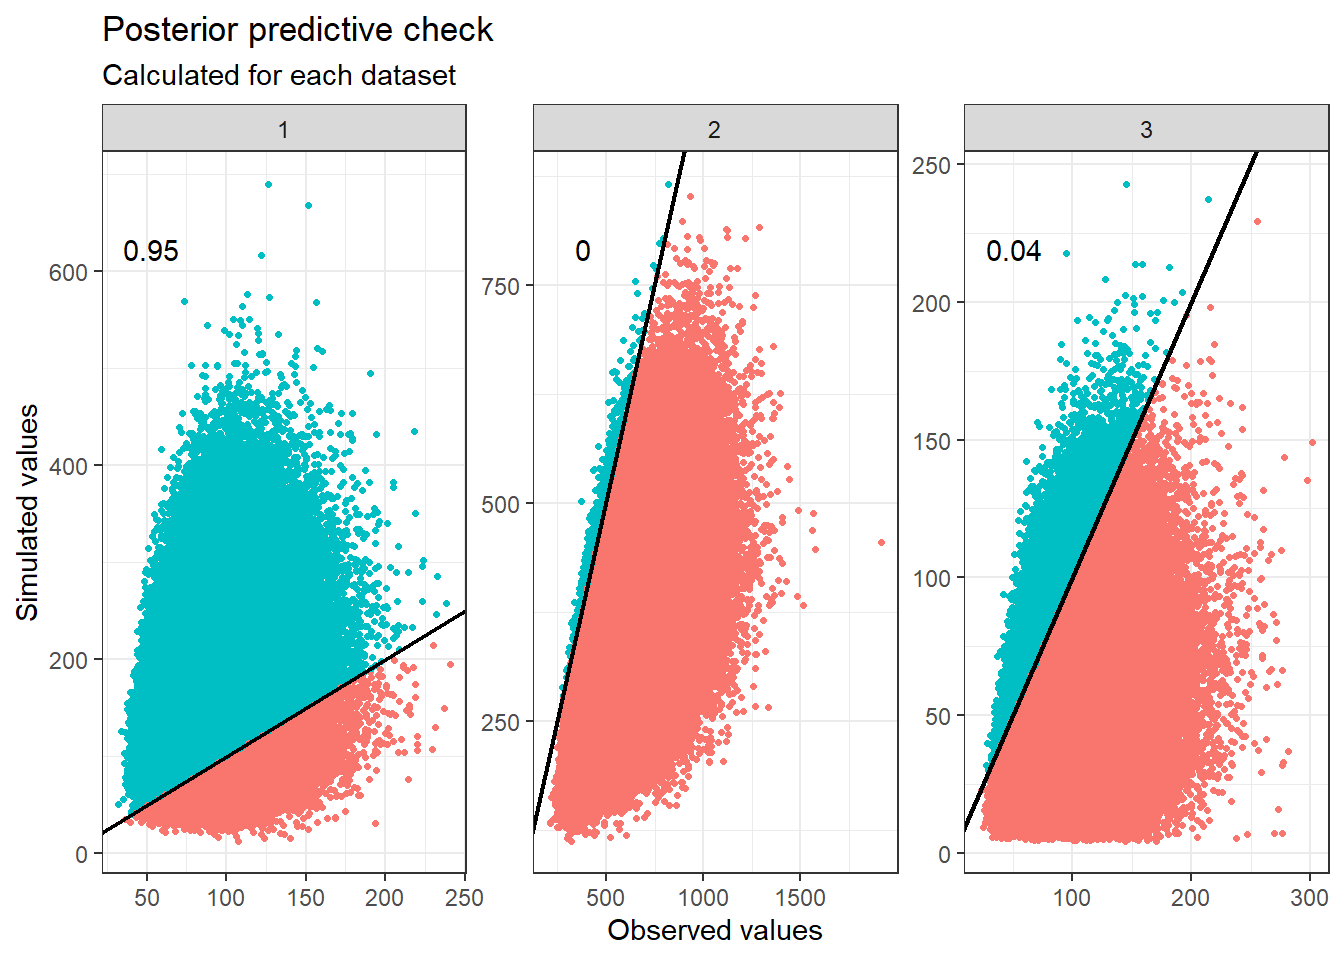 Posterior predictive check
Calculated for each dataset
1
2
3
0.95
0
0.04
Simulated values
600
400
200
0
750
500
250
250
200
150
100
50
0
50 100 150 200 250
500 1000 1500
100 200 300
Observed values